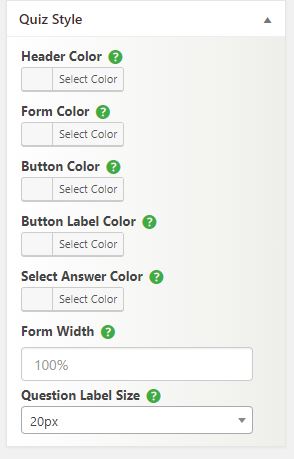 Quiz Style
Header Color ?
Select Color
Form Color ?
Select Color
Button Color ?
Select Color
Button Label Color ?
Select Color
Select Answer Color ?
Select Color
Form Width ?
100%
Question Label Size ?
20px